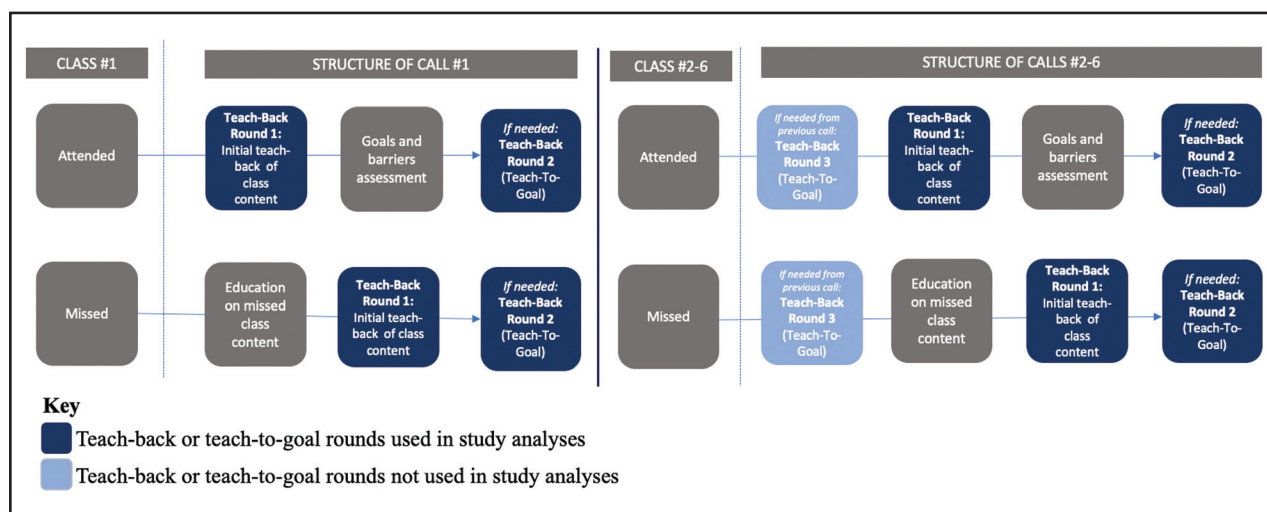 CLASS #1
STRUCTURE OF CALL #1
CLASS #2-6
STRUCTURE OF CALLS #2-6
Attended
Teach-Back
Round 1:
Initial teach-
back of
class
content
Goals and
barriers
assessment
If needed:
Teach-Back
Round 2
(Teach-To-
Goal)
Attended
If needed from
previous call:
Teach-Back
Round 3
(Teach-To-
Goal)
Teach-Back
Round 1:
Initial teach-
back of
class
content
Goals and
barriers
assessment
If needed:
Teach-Back
Round 2
(Teach-To-
Goal)
Missed
Education
on missed
class
content
Teach-Back
Round 1:
Initial teach-
back of class
content
If needed:
Teach-Back
Round 2
(Teach-To-
Goal)
Missed
If needed from
previous call:
Teach-Back
Round 3
(Teach-To-
Goal)
Education
on missed
class
content
Teach-Back
Round 1:
Initial teach-
back of
class
content
If needed:
Teach-Back
Round 2
(Teach-To-
Goal)
Key
Teach-back or teach-to-goal rounds used in study analyses
Teach-back or teach-to-goal rounds not used in study analyses